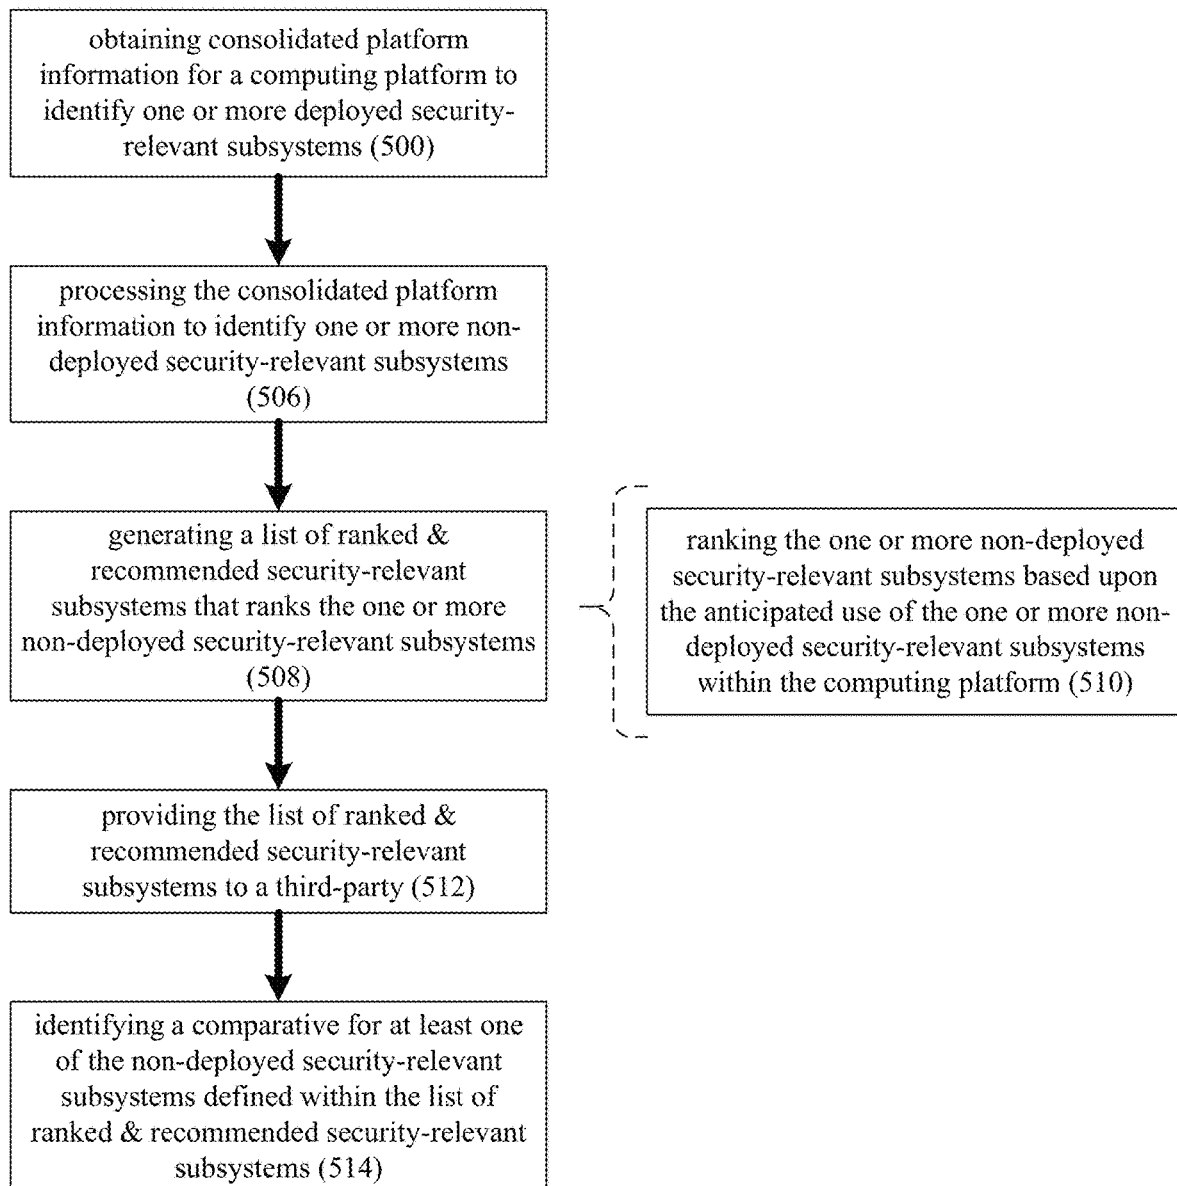 obtaining consolidated platform
information for a computing platform to
identify one or more deployed security-
relevant subsystems (500)
processing the consolidated platform
information to identify one or more non-
deployed security-relevant subsystems
(506)
generating a list of ranked &
recommended security-relevant
subsystems that ranks the one or more
non-deployed security-relevant subsystems
(508)
ranking the one or more non-deployed
security-relevant subsystems based upon
the anticipated use of the one or more non-
deployed security-relevant subsystems
within the computing platform (510)
providing the list of ranked &
recommended security-relevant
subsystems to a third-party (512)
identifying a comparative for at least one
of the non-deployed security-relevant
subsystems defined within the list of
ranked & recommended security-relevant
subsystems (514)